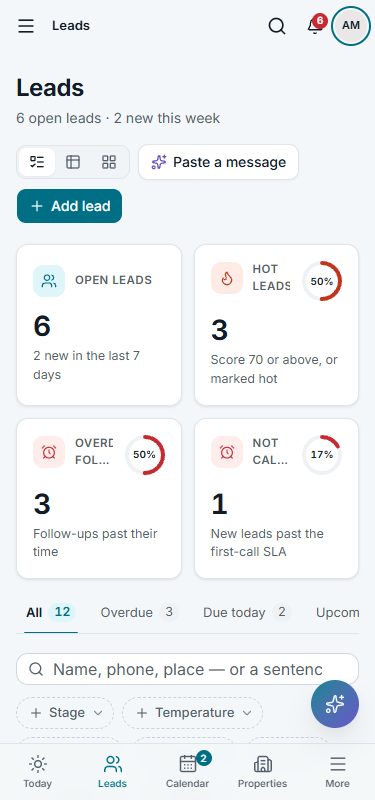 Leads
6
AM
Leads
6 open leads · 2 new this week
Paste a message
+ Add lead
OPEN LEADS
6
2 new in the last 7
days
HOT
LEADS
50%
3
Score 70 or above, or
marked hot
OVERD
FOL...
50%
3
Follow-ups past their
time
NOT
CAL...
17%
1
New leads past the
first-call SLA
All 12 Overdue 3 Due today 2 Upcom
Name, phone, place — or a sentenc
+ Stage + Temperature
2
Today Leads Calendar Properties More